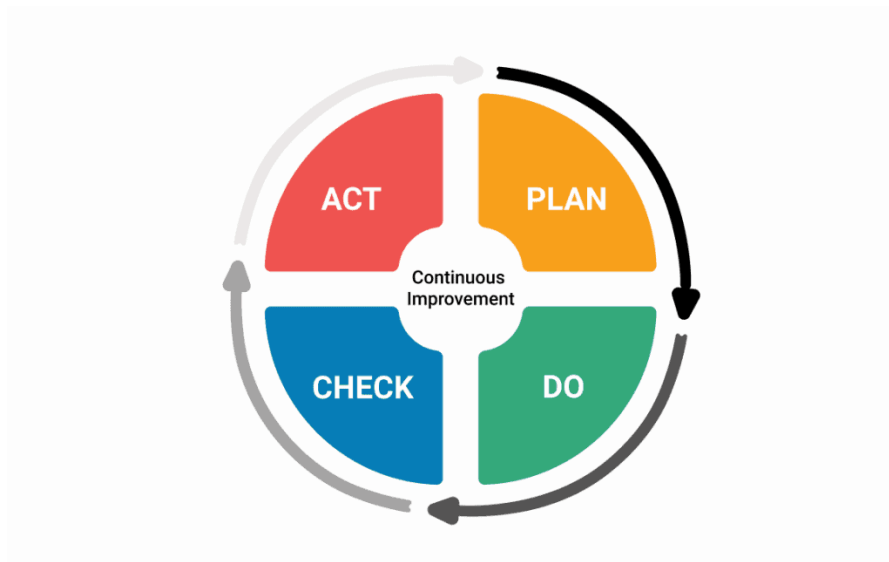 ACT
PLAN
Continuous
Improvement
CHECK
DO